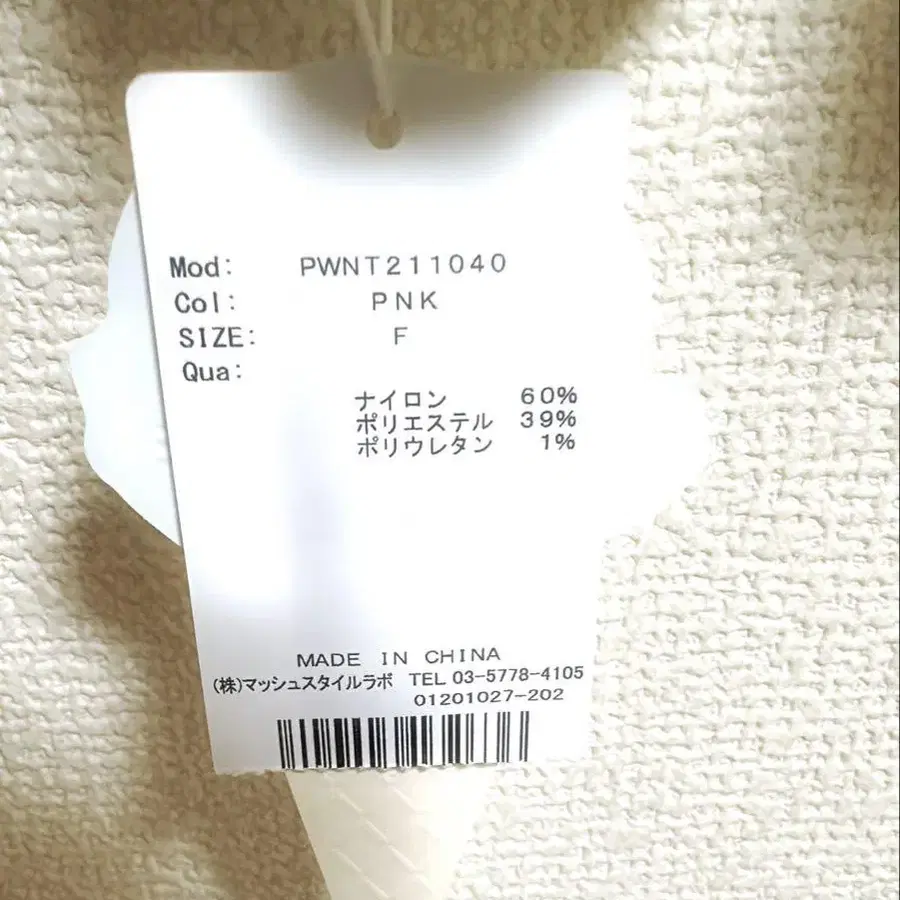 Mod: PWNT211040
Col: PNK
SIZE: F
Qua:
ナイロン 60%
ポリエステル 39%
ポリウレタン 1%
MADE IN CHINA
(株)マッシュスタイルラボ TEL 03-5778-4105
01201027-202